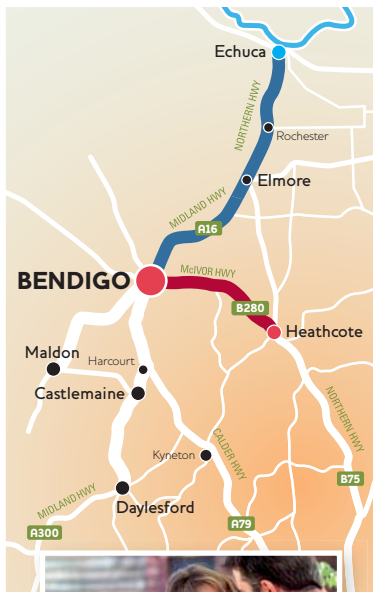 Echuca
NORTHERN HWY
Rochester
Elmore
MIDLAND HWY
A16
BENDIGO
McIVOR HWY
B280
Heathcote
Maldon
Harcourt
Castlemaine
NORTHERN HWY
Kyneton
CALDER HWY
B75
MIDLAND HWY
Daylesford
A79
A300